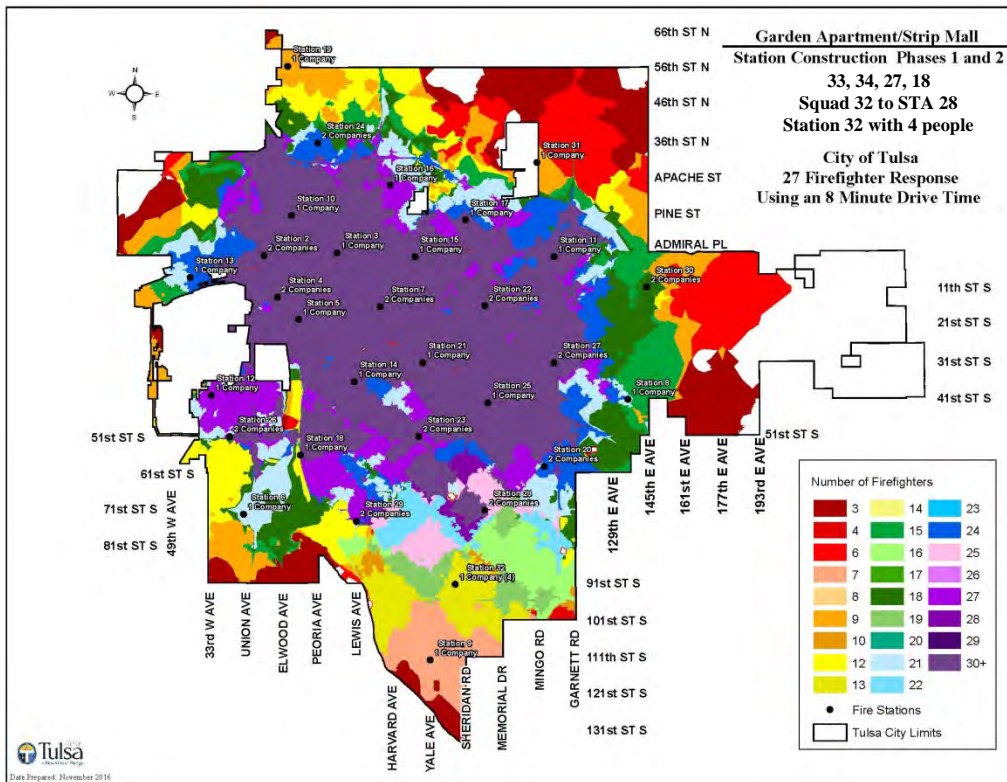 66th ST N
56th ST N
46th ST N
36th ST N
APACHE ST
PINE ST
ADMIRAL PL
11th ST S
21st ST S
31st ST S
41st ST S
51st ST S
Garden Apartment/Strip Mall
Station Construction Phases 1 and 2
33, 34, 27, 18
Squad 32 to STA 28
Station 32 with 4 people
City of Tulsa
27 Firefighter Response
Using an 8 Minute Drive Time
N
W
E
S
Station 19
1 Company
Station 24
2 Companies
Station 31
1 Company
Station 16
1 Company
Station 10
1 Company
Station 17
1 Company
Station 2
2 Companies
Station 3
1 Company
Station 15
1 Company
Station 11
1 Company
Station 13
1 Company
Station 30
2 Companies
Station 4
2 Companies
Station 5
1 Company
Station 7
2 Companies
Station 22
2 Companies
Station 21
1 Company
Station 27
2 Companies
Station 14
1 Company
Station 12
1 Company
Station 25
1 Company
Station 8
1 Company
Station 26
2 Companies
Station 23
2 Companies
Station 18
1 Company
Station 20
2 Companies
Station 6
1 Company
Station 29
2 Companies
Station 28
2 Companies
Station 32
1 Company (4)
Station 9
1 Company
51st ST S
61st ST S
71st ST S
81st ST S
49th W AVE
33rd W AVE
UNION AVE
ELWOOD AVE
PEORIA AVE
LEWIS AVE
HARVARD AVE
YALE AVE
SHERIDAN RD
MEMORIAL DR
MINGO RD
GARNETT RD
129th E AVE
145th E AVE
161st E AVE
177th E AVE
193rd E AVE
91st ST S
101st ST S
111th ST S
121st ST S
131st ST S
Number of Firefighters
3
4
6
7
8
9
10
12
13
14
15
16
17
18
19
20
21
22
23
24
25
26
27
28
29
30+
Fire Stations
Tulsa City Limits
Tulsa
Date Prepared: November 2016